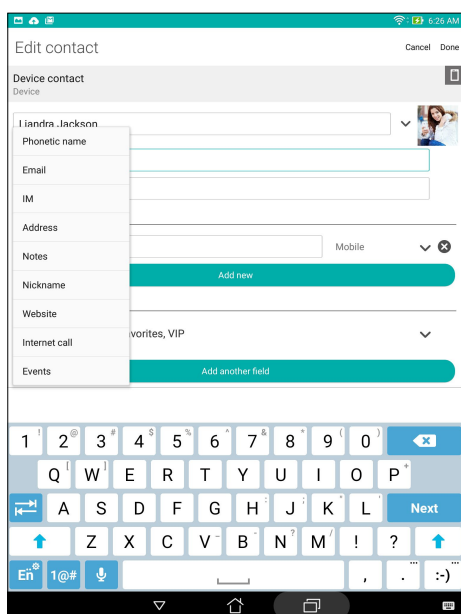 6:26 AM
Edit contact Cancel Done
Device contact
Device
Liandra Jackson
Phonetic name
Email
IM
Address
Notes
Mobile
Add new
Nickname
Website
vorites, VIP
Internet call
Add another field
Events
1 ! 2 @ 3 # 4 $ 5 % 6 ^ 7 & 8 * 9 ( 0 )
Q [ W ] E R T Y U I O P +
A S D F G H : J ; K " L ' Next
Z X C V - B _ N ? M / ! ?
En 1@# , . ... :-) ...